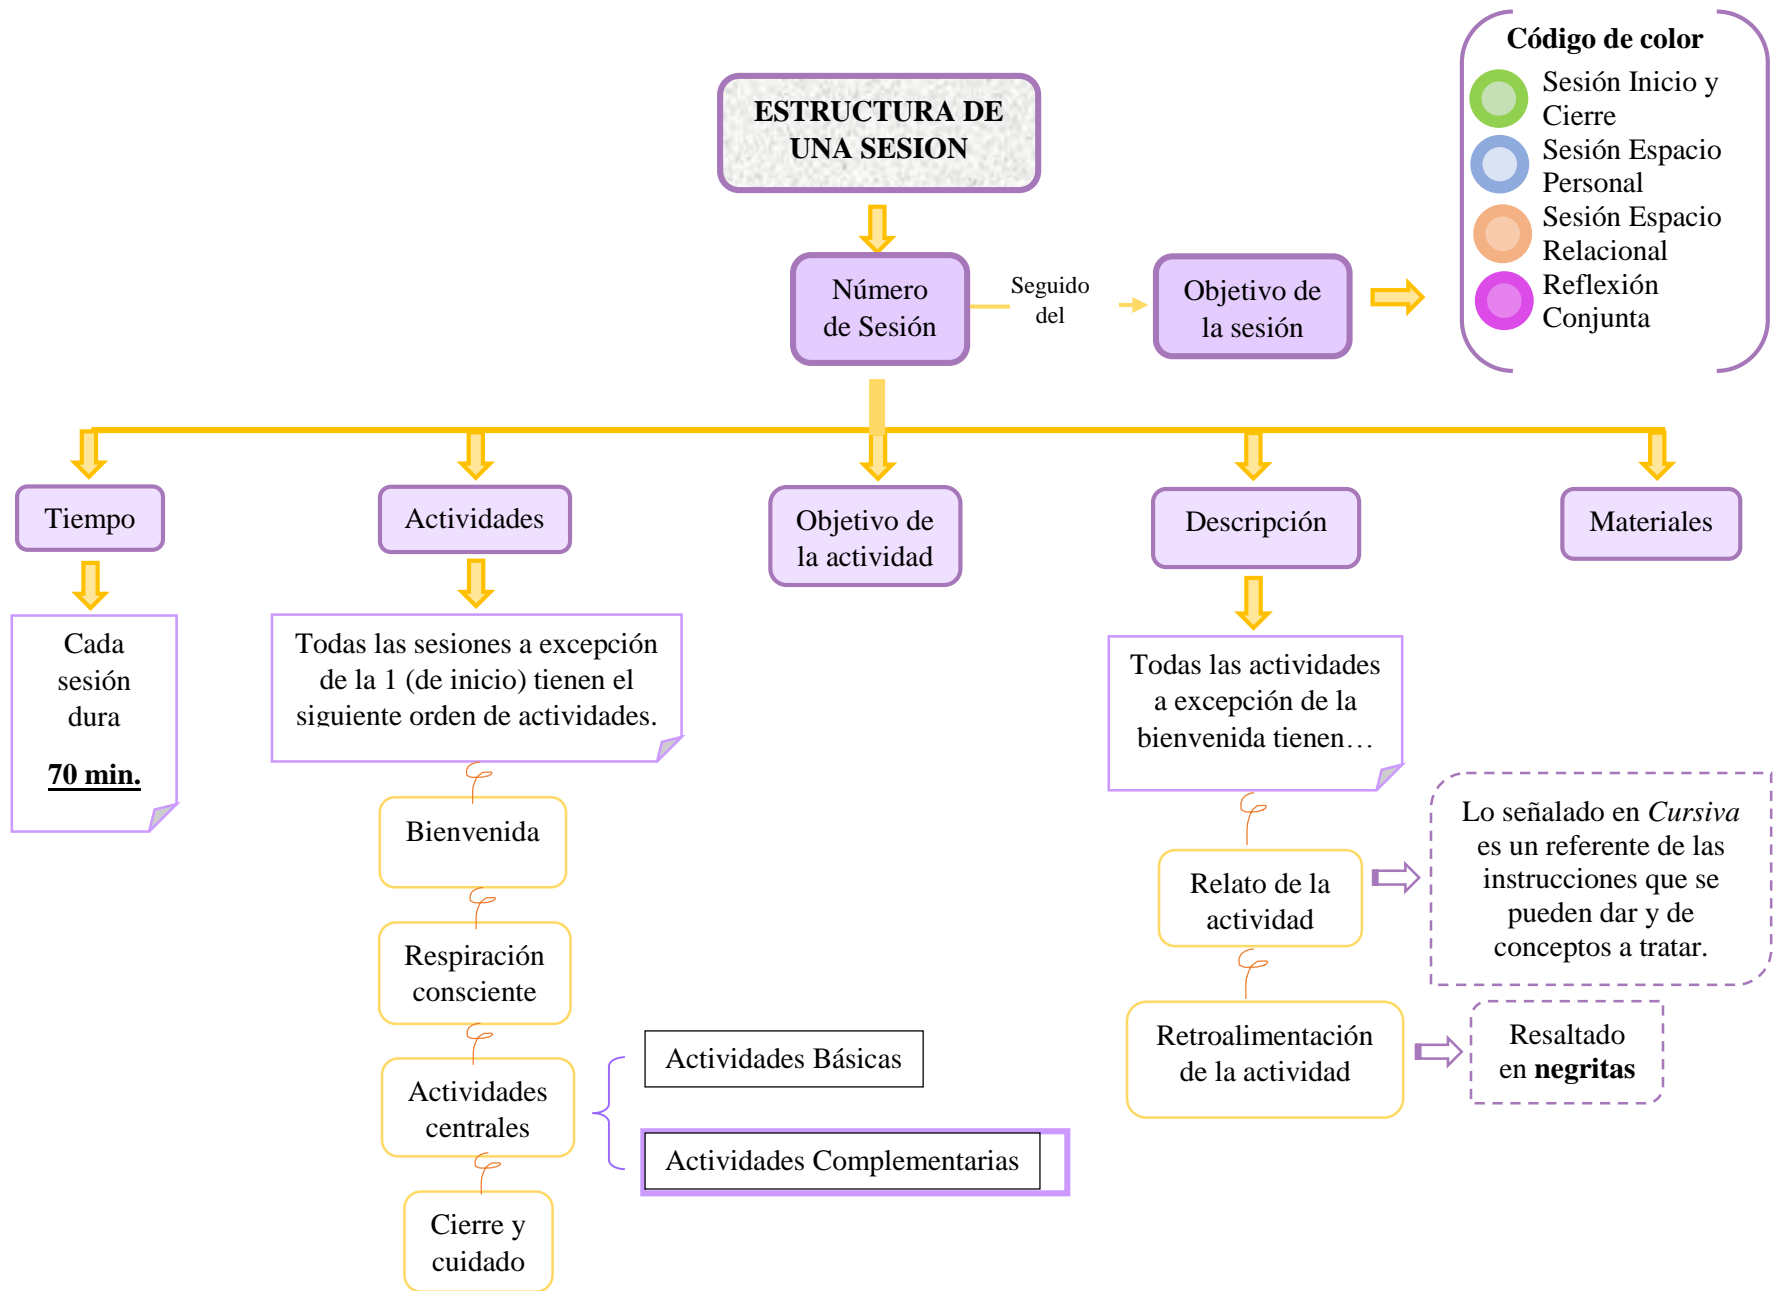 ESTRUCTURA DE
UNA SESION
Código de color
Sesión Inicio y
Cierre
Sesión Espacio
Personal
Sesión Espacio
Relacional
Reflexión
Conjunta
Número
de Sesión
Seguido
del
Objetivo de
la sesión
Tiempo
Actividades
Objetivo de
la actividad
Descripción
Materiales
Cada
sesión
dura
70 min.
Todas las sesiones a excepción
de la 1 (de inicio) tienen el
siguiente orden de actividades.
Bienvenida
Respiración
consciente
Actividades
centrales
Actividades Básicas
Actividades Complementarias
Cierre y
cuidado
Todas las actividades
a excepción de la
bienvenida tienen…
Relato de la
actividad
Lo señalado en Cursiva
es un referente de las
instrucciones que se
pueden dar y de
conceptos a tratar.
Retroalimentación
de la actividad
Resaltado
en negritas